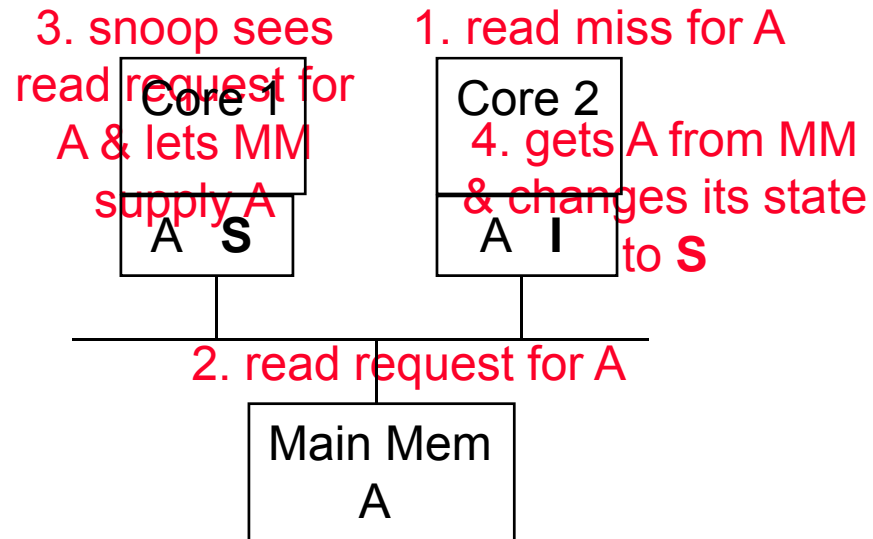 3. snoop sees
read request for
A & lets MM
supply A
1. read miss for A
Core 1
Core 2
4. gets A from MM
& changes its state
to S
A S
A I
2. read request for A
Main Mem
A